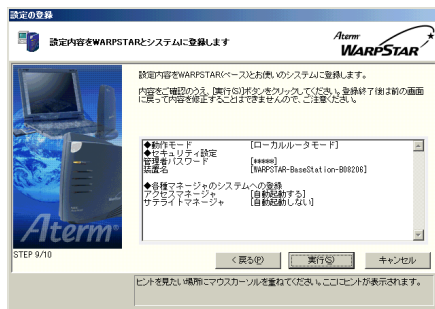 設定の登録
設定内容をWARPSTARとシステムに登録します
Aterm
WARPSTAR
設定内容をWARPSTAR(ベース)とお使いのシステムに登録します。
内容をご確認のうえ、[実行(S)]ボタンをクリックしてください。登録終了後は前の画面
に戻って内容を修正することはできませんので、ご注意ください。
◆動作モード [ローカルルータモード]
◆セキュリティ設定
管理者パスワード [*****]
装置名 [WARPSTAR-BaseStation-B08206]
◆各種マネージャのシステムへの登録
アクセスマネージャ [自動起動する]
サテライトマネージャ [自動起動しない]
Aterm
STEP 9/10
< 戻る(P) 実行(S) キャンセル
ヒントを見たい場所にマウスカーソルを重ねてください。ここにヒントが表示されます。